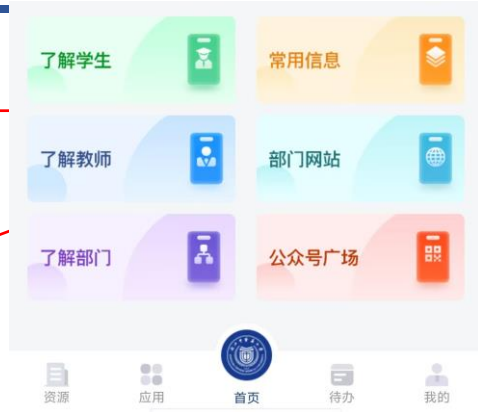 了解学生
常用信息
了解教师
部门网站
了解部门
公众号广场
资源
应用
首页
待办
我的